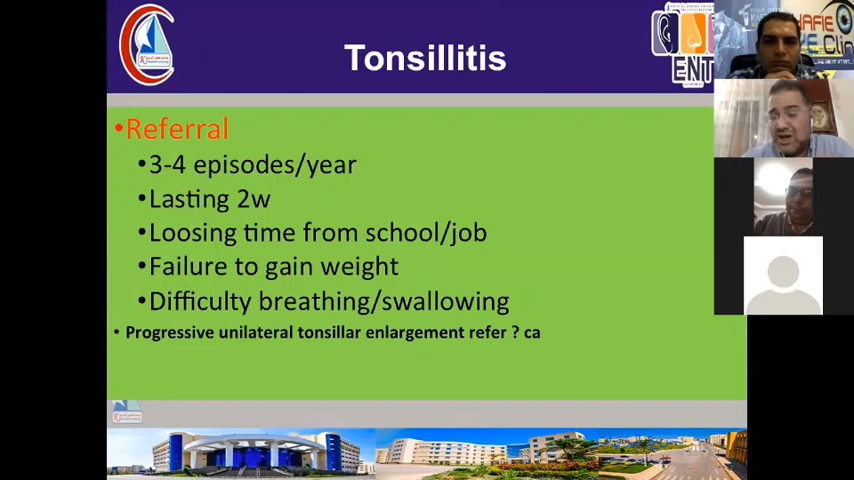 Tonsillitis
ENT
•Referral
•3-4 episodes/year
•Lasting 2w
•Loosing time from school/job
•Failure to gain weight
•Difficulty breathing/swallowing
• Progressive unilateral tonsillar enlargement refer ? ca